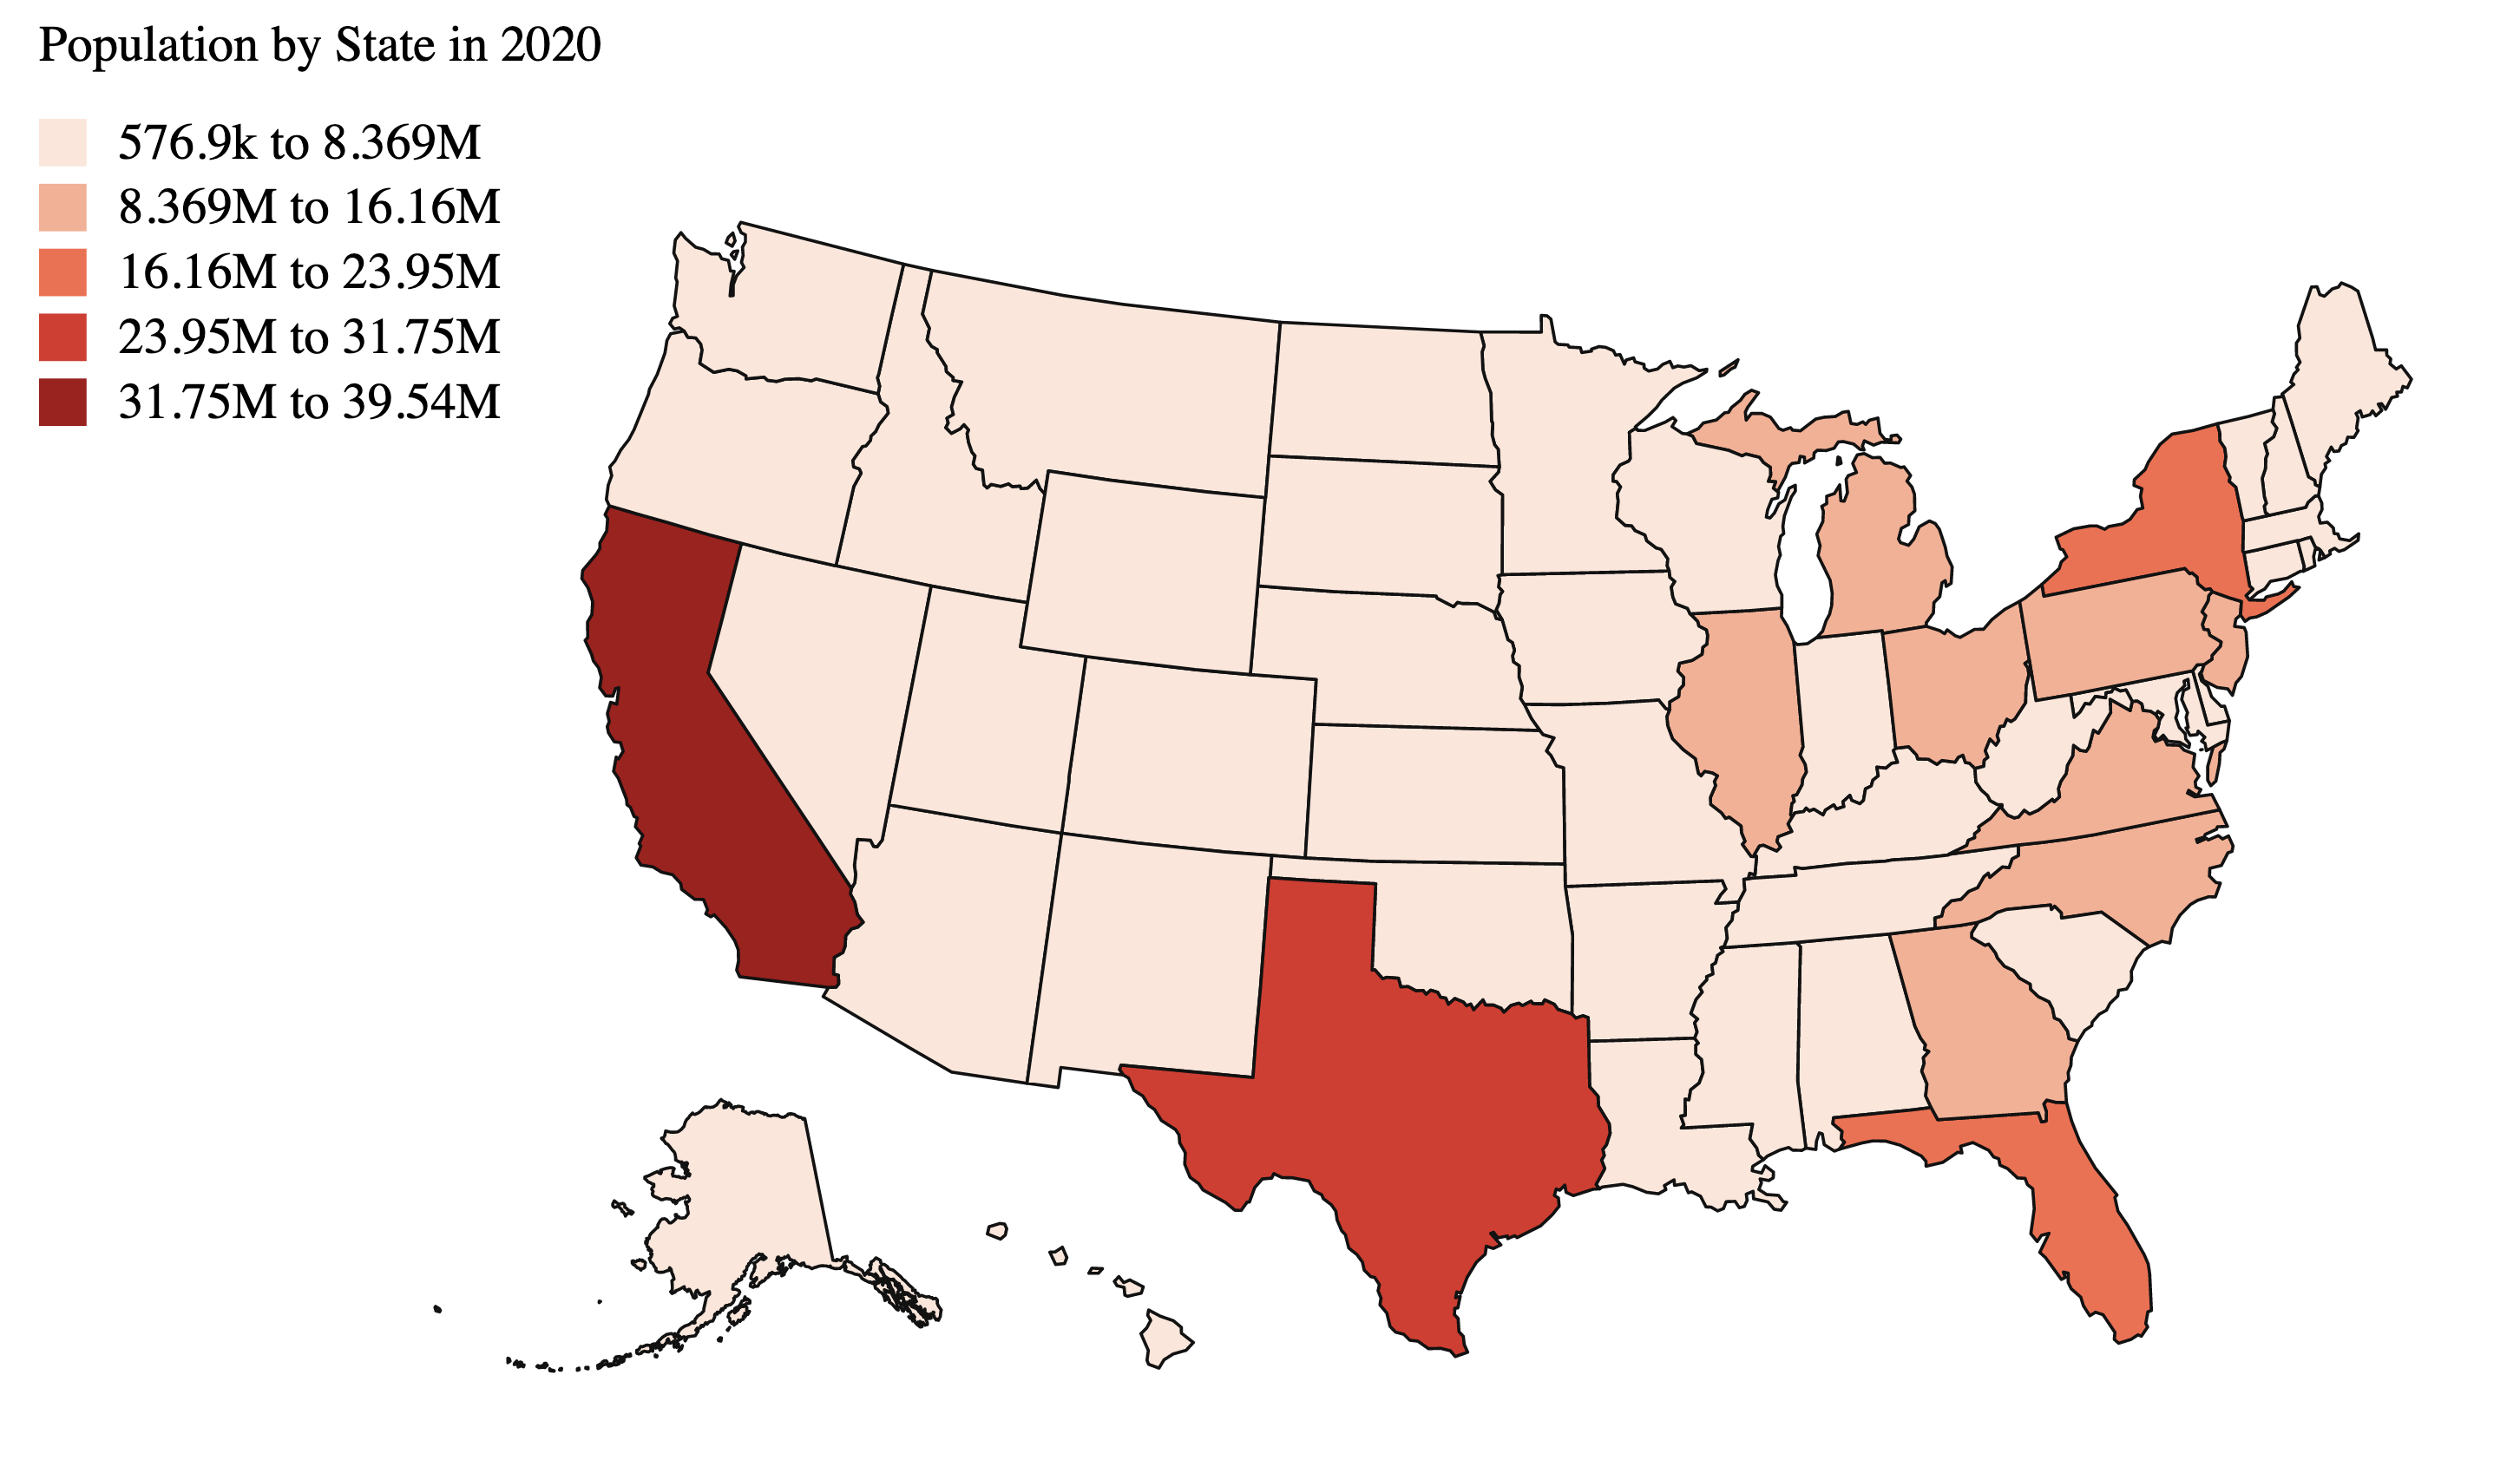 Population by State in 2020
576.9k to 8.369M
8.369M to 16.16M
16.16M to 23.95M
23.95M to 31.75M
31.75M to 39.54M